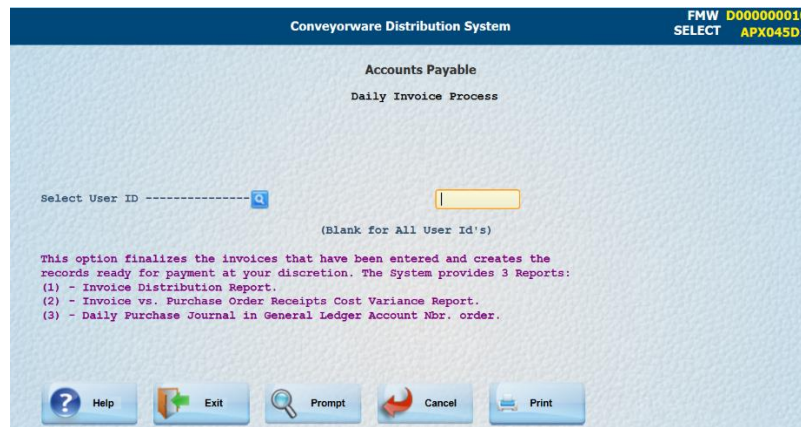 Conveyorware Distribution System
FMW D000000010
SELECT APX045D
Accounts Payable
Daily Invoice Process
Select User ID ---------------
(Blank for All User Id's)
This option finalizes the invoices that have been entered and creates the
records ready for payment at your discretion. The System provides 3 Reports:
(1) - Invoice Distribution Report.
(2) - Invoice vs. Purchase Order Receipts Cost Variance Report.
(3) - Daily Purchase Journal in General Ledger Account Nbr. order.
Help Exit Prompt Cancel Print